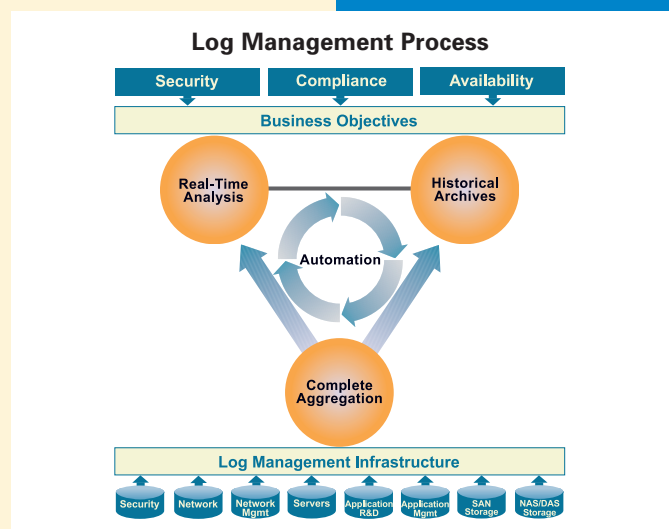 Log Management Process
Security
Compliance
Availability
Business Objectives
Real-Time
Analysis
Historical
Archives
Automation
Complete
Aggregation
Log Management Infrastructure
Security
Network
Network
Mgmt
Servers
Application
R&D
Application
Mgmt
SAN
Storage
NAS/DAS
Storage